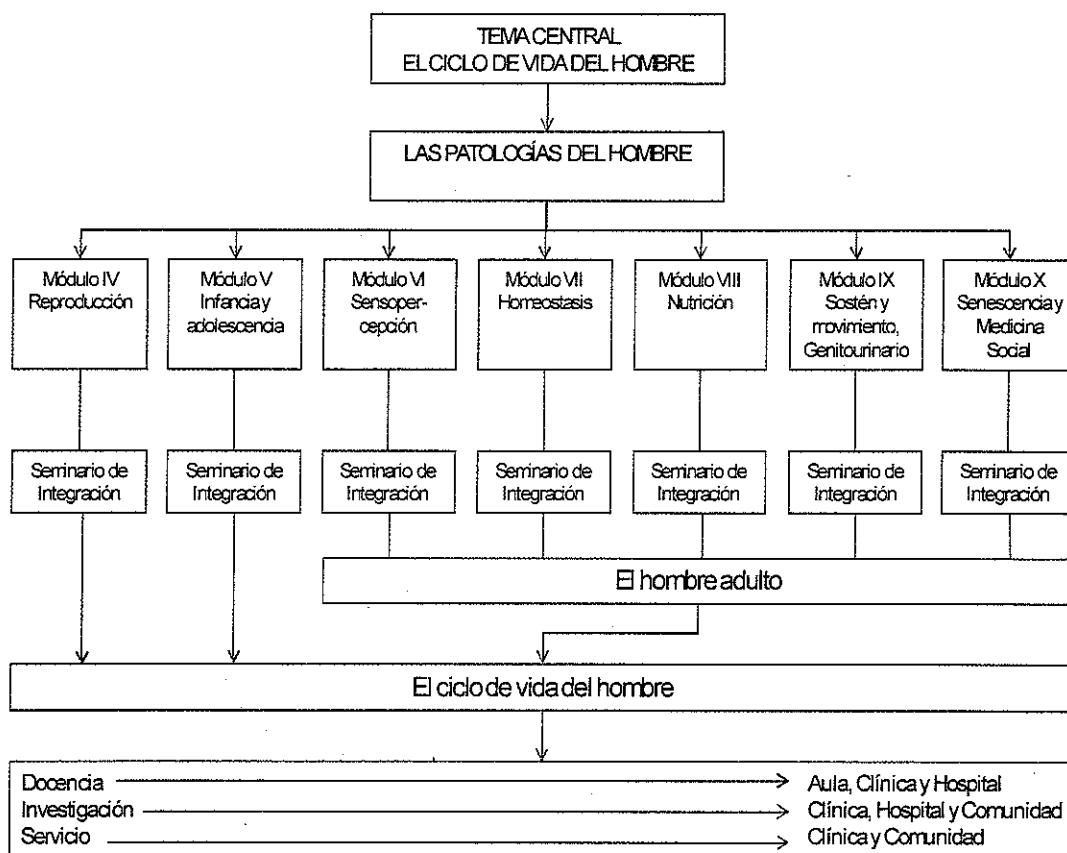 TEMA CENTRAL
EL CICLO DE VIDA DEL HOMBRE
LAS PATOLOGÍAS DEL HOMBRE
Módulo IV
Reproducción
Módulo V
Infancia y
adolescencia
Módulo VI
Sensoper-
cepción
Módulo VII
Homeostasis
Módulo VIII
Nutrición
Módulo IX
Sostén y
movimiento,
Genitourinario
Módulo X
Senescencia y
Medicina
Social
Seminario de
Integración
Seminario de
Integración
Seminario de
Integración
Seminario de
Integración
Seminario de
Integración
Seminario de
Integración
Seminario de
Integración
El hombre adulto
El ciclo de vida del hombre
Docencia Aula, Clínica y Hospital
Investigación Clínica, Hospital y Comunidad
Servicio Clínica y Comunidad